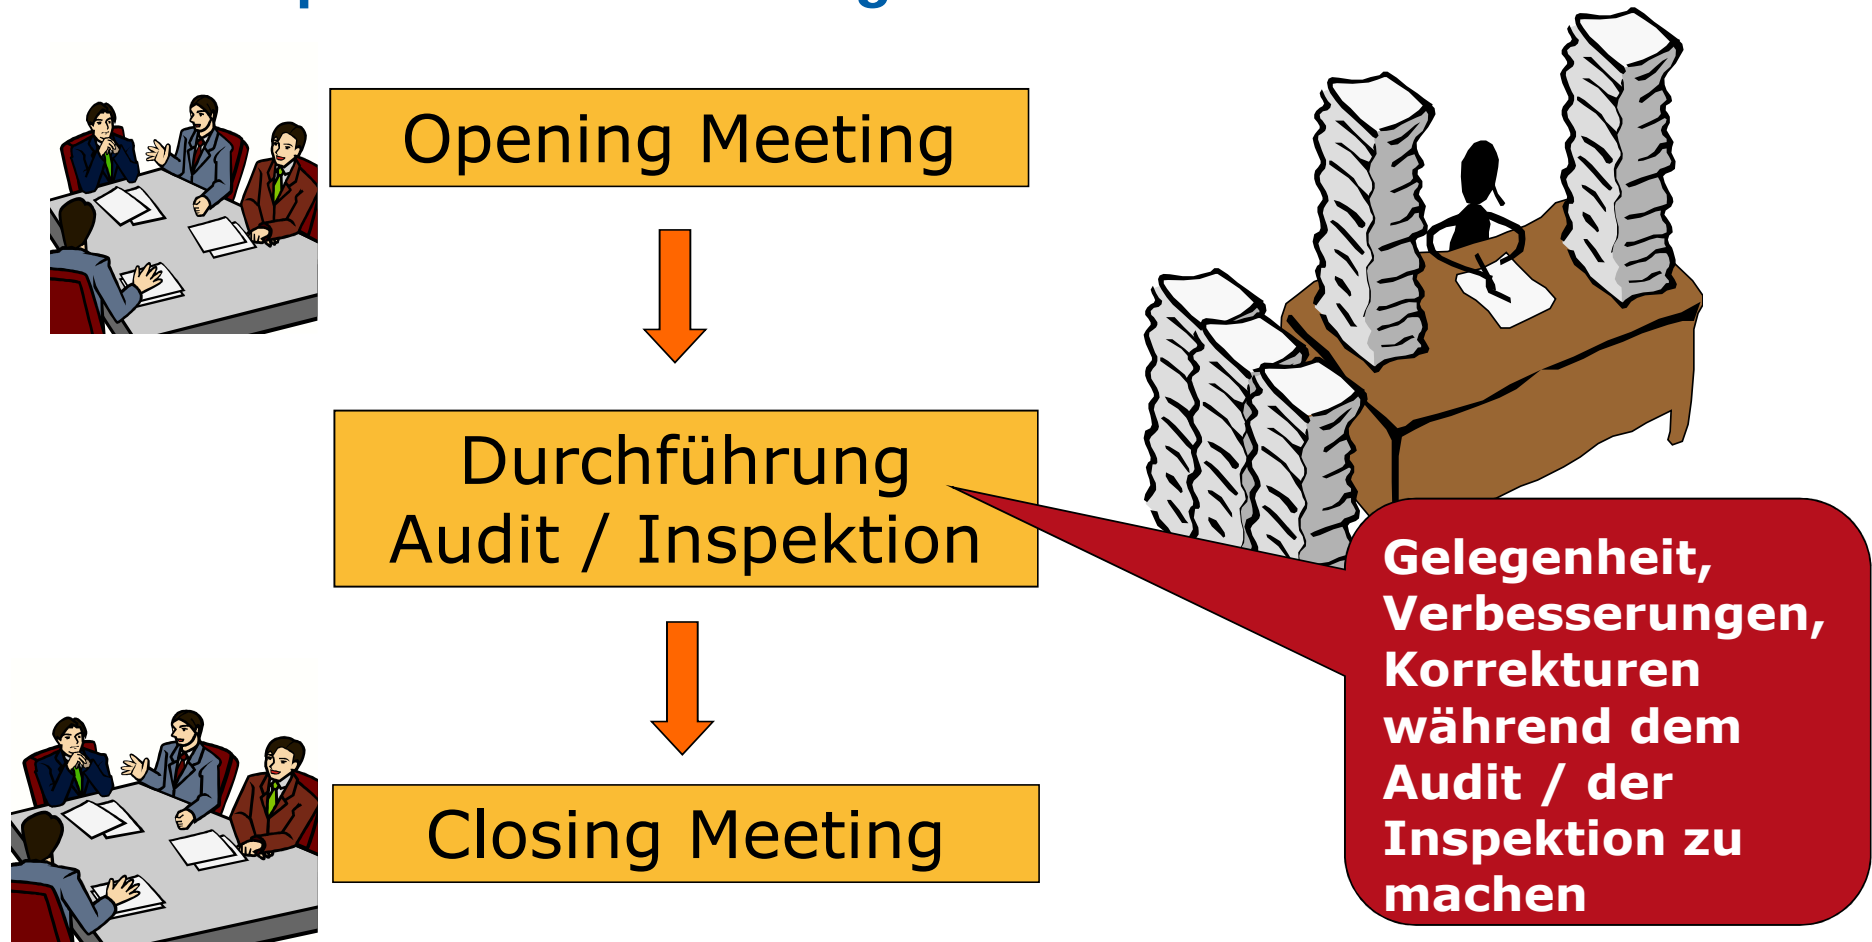 Opening Meeting
Durchführung
Audit / Inspektion
Gelegenheit,
Verbesserungen,
Korrekturen
während dem
Audit / der
Inspektion zu
machen
Closing Meeting